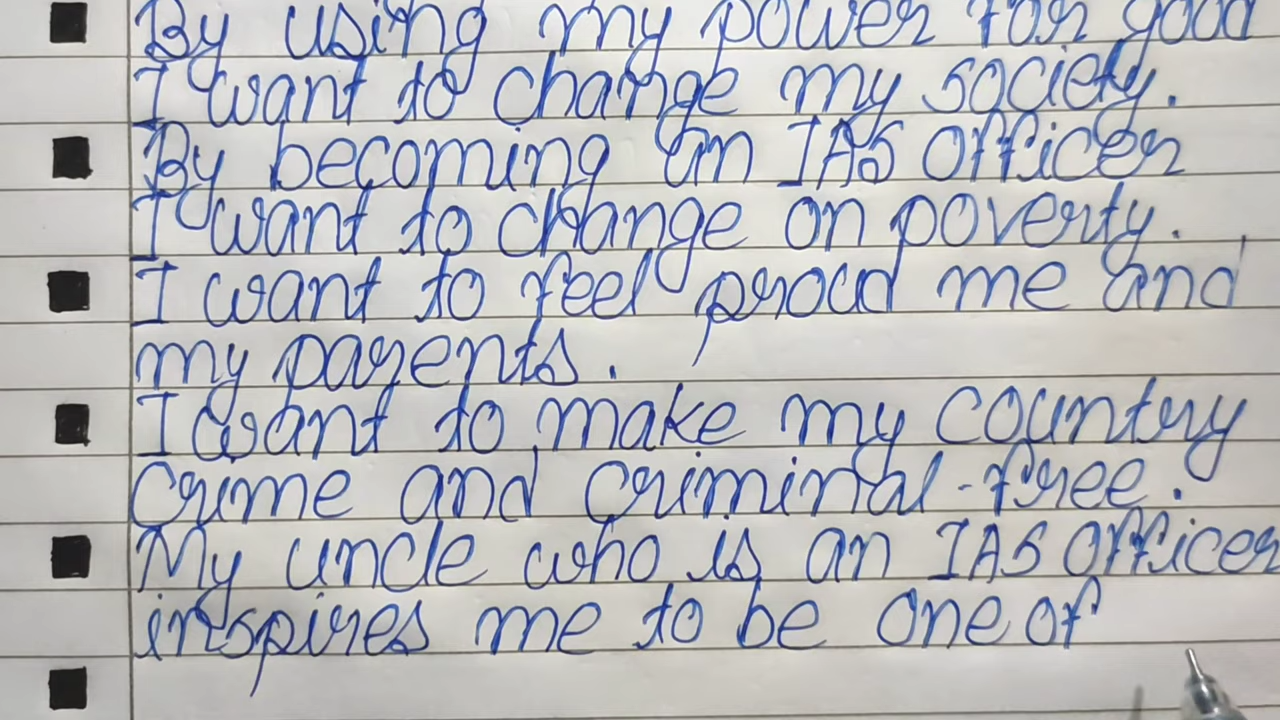 By using my power for good
I want to change my society.
By becoming an IAS officer
I want to change on poverty.
I want to feel proud me and
my parents.
I want to make my country
crime and criminal-free.
My uncle who is an IAS officer
inspires me to be one of